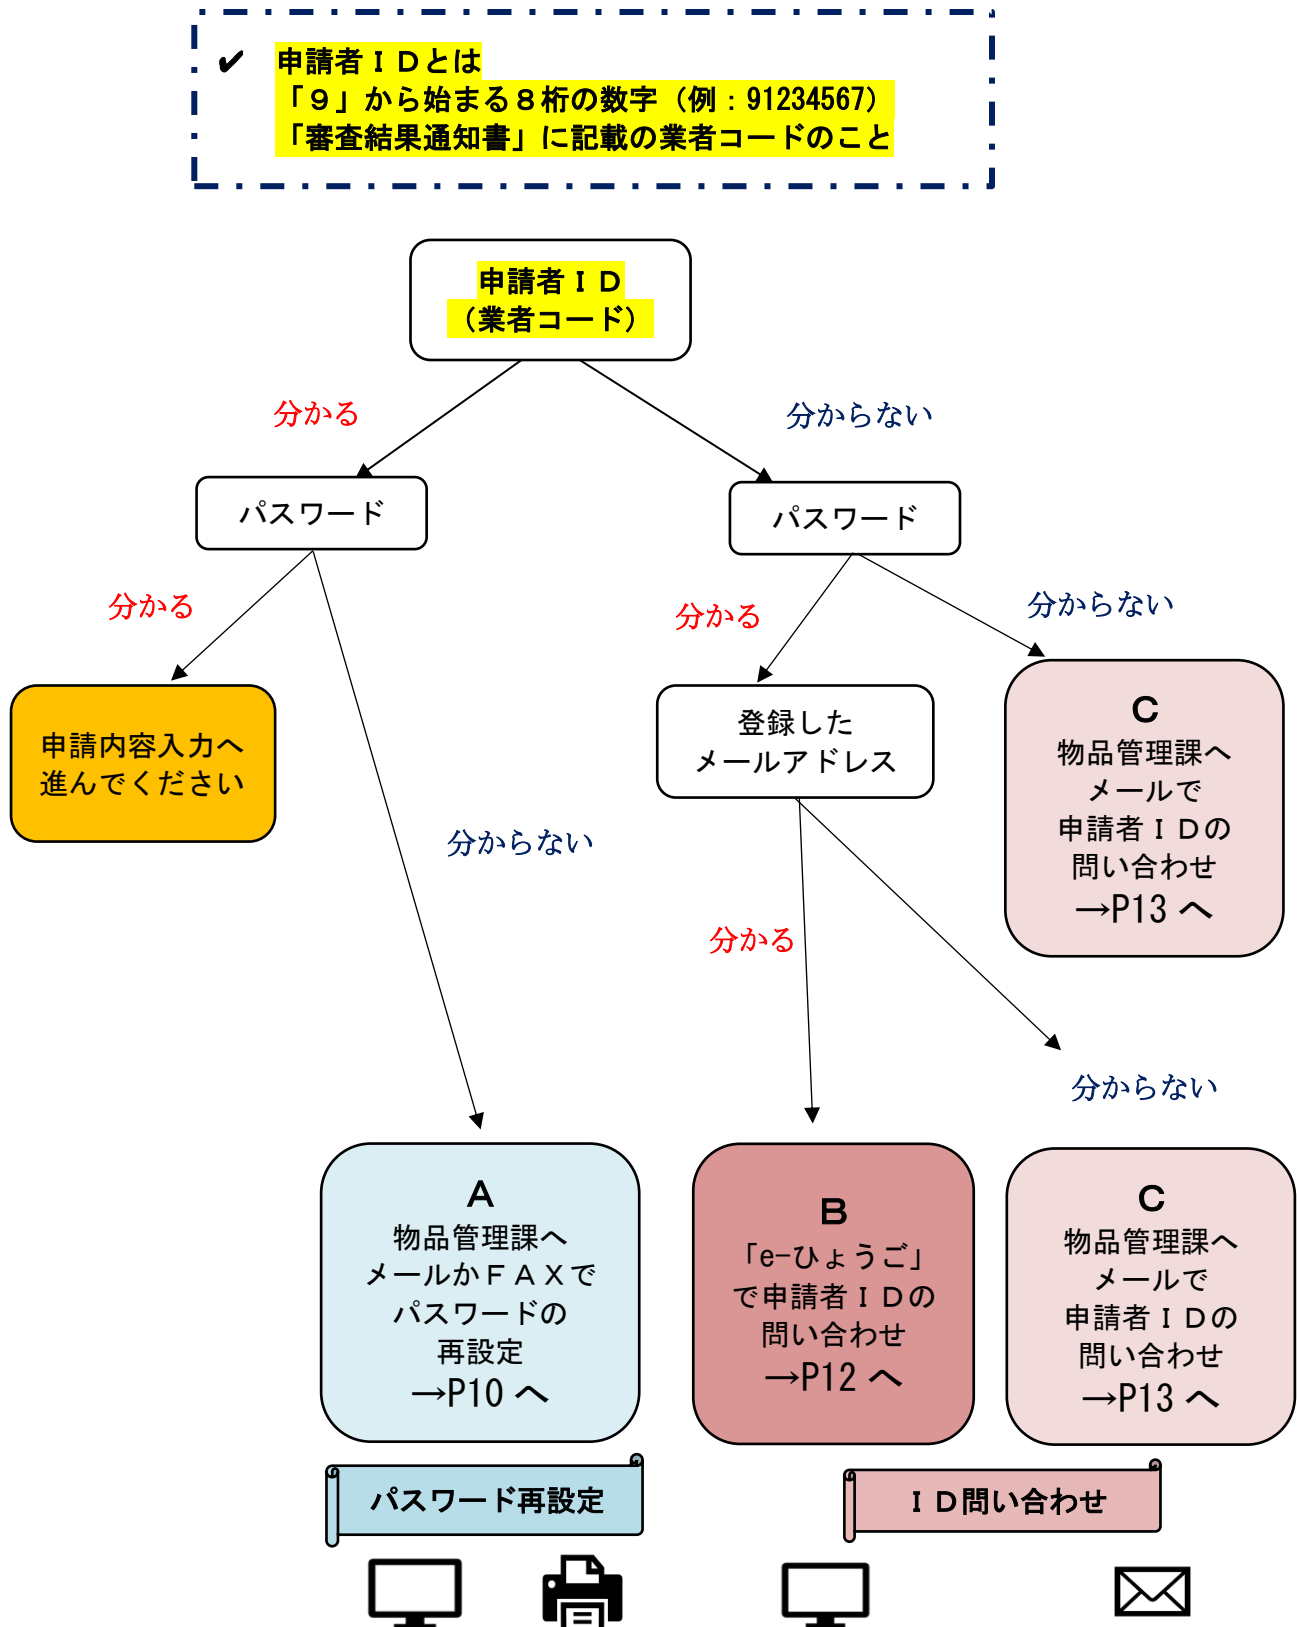 ✔ 申請者ＩＤとは
「９」から始まる８桁の数字（例：91234567）
「審査結果通知書」に記載の業者コードのこと
申請者ＩＤ
（業者コード）
分かる
分からない
パスワード
パスワード
分かる
分かる
分からない
申請内容入力へ
進んでください
登録した
メールアドレス
C
物品管理課へ
メールで
申請者ＩＤの
問い合わせ
→P13 へ
分からない
分かる
分からない
A
物品管理課へ
メールかＦＡＸで
パスワードの
再設定
→P10 へ
B
「e-ひょうご」
で申請者ＩＤの
問い合わせ
→P12 へ
C
物品管理課へ
メールで
申請者ＩＤの
問い合わせ
→P13 へ
パスワード再設定
ＩＤ問い合わせ